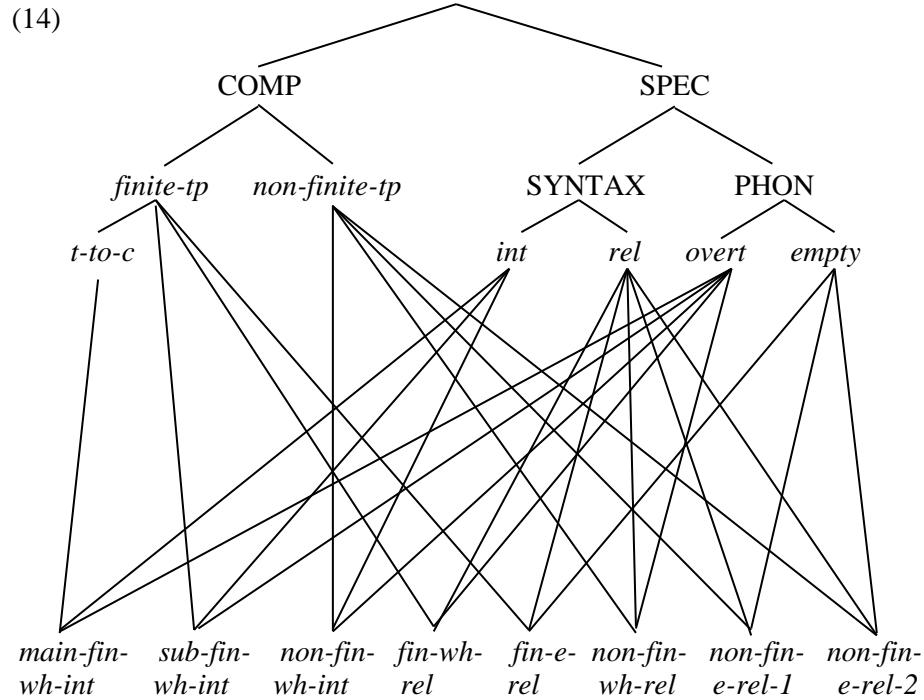 (14)
COMP SPEC
finite-tp non-finite-tp SYNTAX PHON
t-to-c int rel overt empty
main-fin- sub-fin- non-fin- fin-wh- fin-e- non-fin- non-fin- non-fin-
wh-int wh-int wh-int rel rel wh-rel e-rel-1 e-rel-2